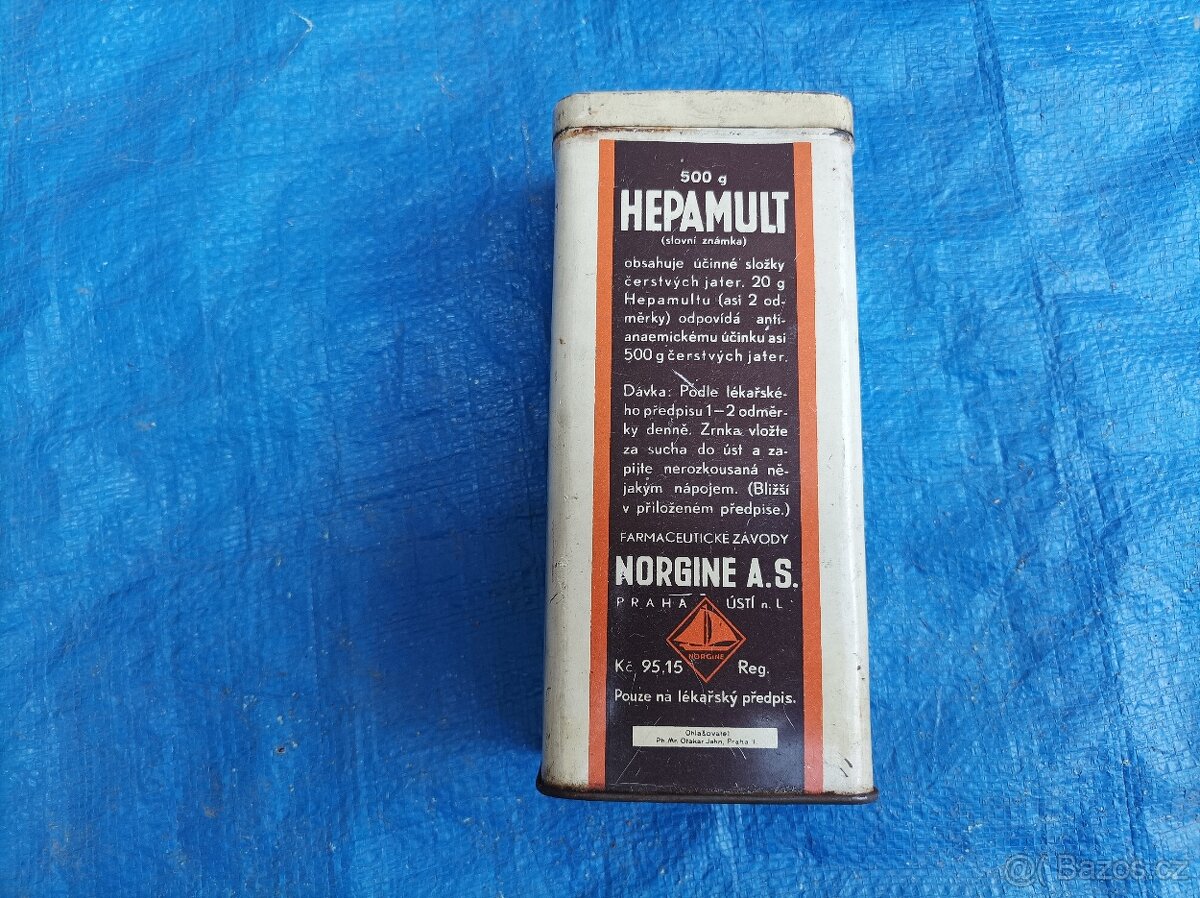 500 g
HEPAMULT
(slovní známka)
obsahuje účinné složky
čerstvých jater. 20 g
Hepamultu (asi 2 od-
měrky) odpovídá anti-
anaemickému účinku asi
500 g čerstvých jater.
Dávka: Podle lékařské-
ho předpisu 1–2 odměr-
ky denně. Zrnka vložte
za sucha do úst a za-
pijte nerozkousaná ně-
jakým nápojem. (Bližší
v přiloženém předpise.)
FARMACEUTICKÉ ZÁVODY
NORGINE A.S.
PRAHA ÚSTÍ n. L
NORGINE
Kč 95,15 Reg.
Pouze na lékařský předpis.
Ohlašovatel:
Ph. Mr. Otakar Jahn, Praha II.
@( Bazos.cz